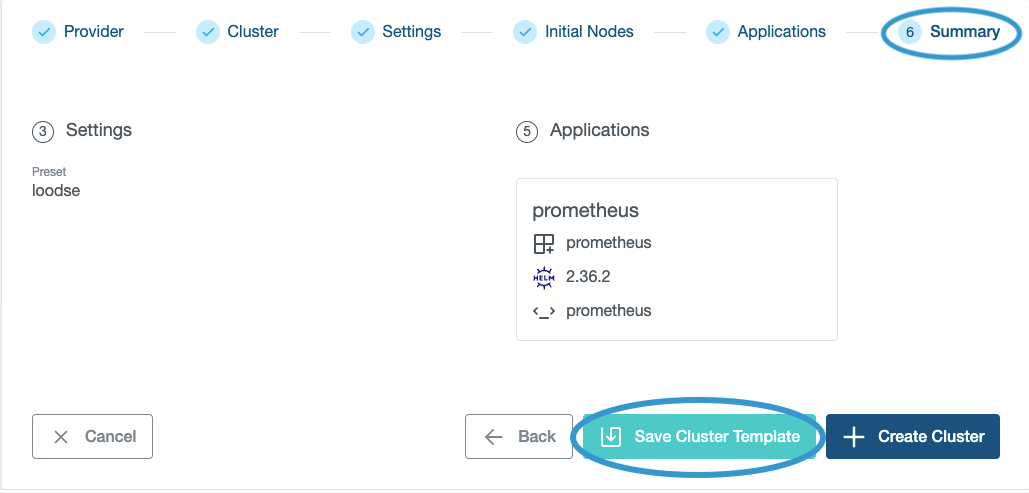 Provider
Cluster
Settings
Initial Nodes
Applications
6 Summary
3 Settings
Preset
loodse
5 Applications
prometheus
prometheus
HELM 2.36.2
prometheus
Cancel
Back
Save Cluster Template
Create Cluster